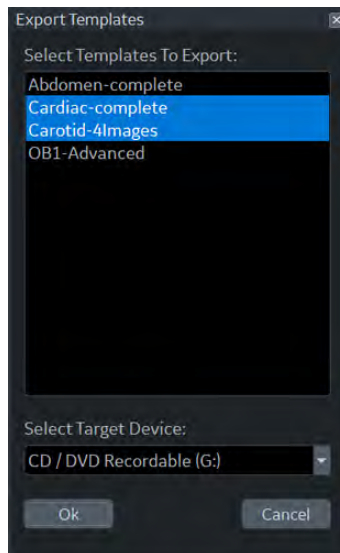 Export Templates
Select Templates To Export:
Abdomen-complete
Cardiac-complete
Carotid-4Images
OB1-Advanced
Select Target Device:
CD / DVD Recordable (G:)
Ok
Cancel